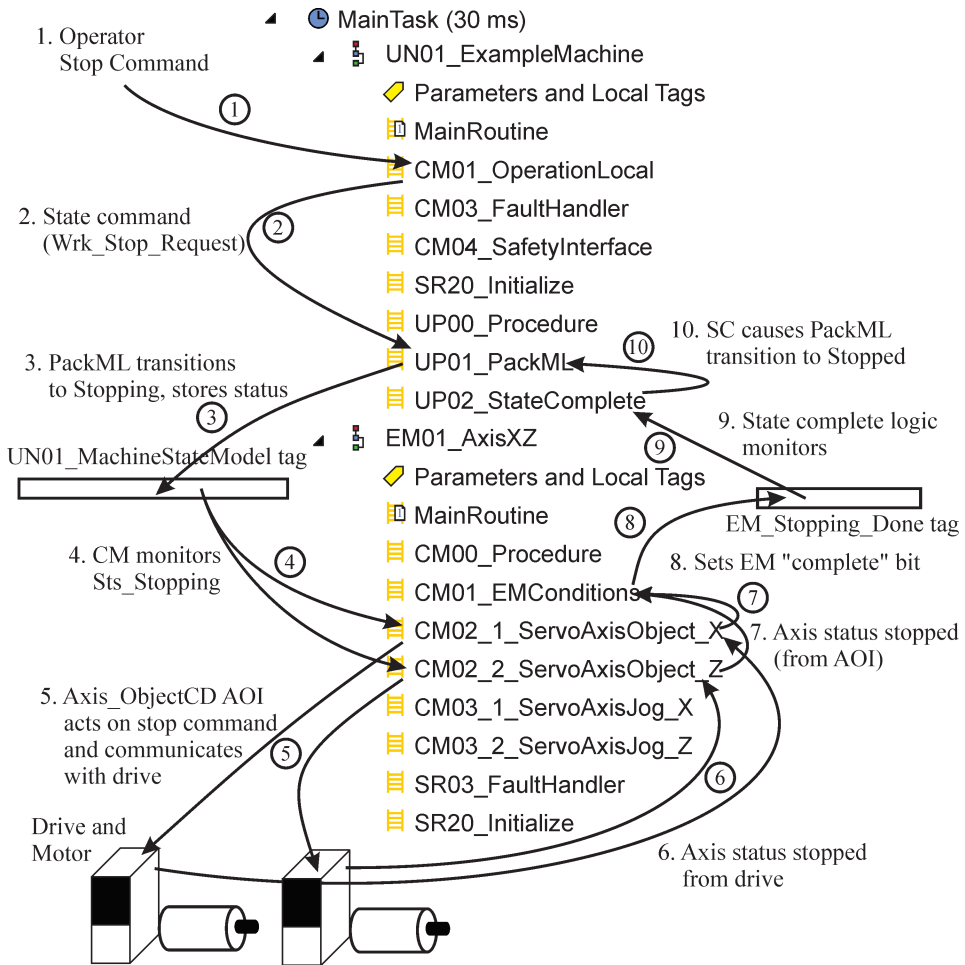 MainTask (30 ms)
1. Operator
Stop Command
UN01_ExampleMachine
Parameters and Local Tags
1
MainRoutine
CM01_OperationLocal
2. State command
(Wrk_Stop_Request)
2
CM03_FaultHandler
CM04_SafetyInterface
SR20_Initialize
UP00_Procedure
10. SC causes PackML
transition to Stopped
10
3. PackML transitions
to Stopping, stores status
UP01_PackML
UP02_StateComplete
3
9. State complete logic
monitors
9
EM01_AxisXZ
UN01_MachineStateModel tag
Parameters and Local Tags
MainRoutine
EM_Stopping_Done tag
8
4. CM monitors
Sts_Stopping
4
CM00_Procedure
8. Sets EM "complete" bit
CM01_EMConditions
7
CM02_1_ServoAxisObject_X
7. Axis status stopped
(from AOI)
CM02_2_ServoAxisObject_Z
5. Axis_ObjectCD AOI
acts on stop command
and communicates
with drive
5
CM03_1_ServoAxisJog_X
CM03_2_ServoAxisJog_Z
6
SR03_FaultHandler
SR20_Initialize
Drive and
Motor
6. Axis status stopped
from drive